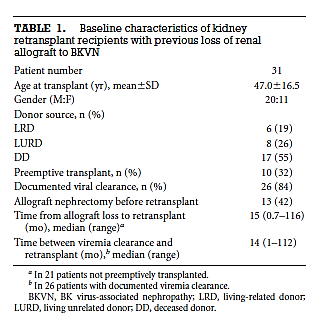 TABLE 1. Baseline characteristics of kidney
retransplant recipients with previous loss of renal
allograft to BKVN
Patient number 31
Age at transplant (yr), mean±SD 47.0±16.5
Gender (M:F) 20:11
Donor source, n (%)
LRD 6 (19)
LURD 8 (26)
DD 17 (55)
Preemptive transplant, n (%) 10 (32)
Documented viral clearance, n (%) 26 (84)
Allograft nephrectomy before retransplant 13 (42)
Time from allograft loss to retransplant 15 (0.7–116)
(mo), median (range)a
Time between viremia clearance and 14 (1–112)
retransplant (mo),b median (range)
a In 21 patients not preemptively transplanted.
b In 26 patients with documented viremia clearance.
BKVN, BK virus-associated nephropathy; LRD, living-related donor;
LURD, living unrelated donor; DD, deceased donor.